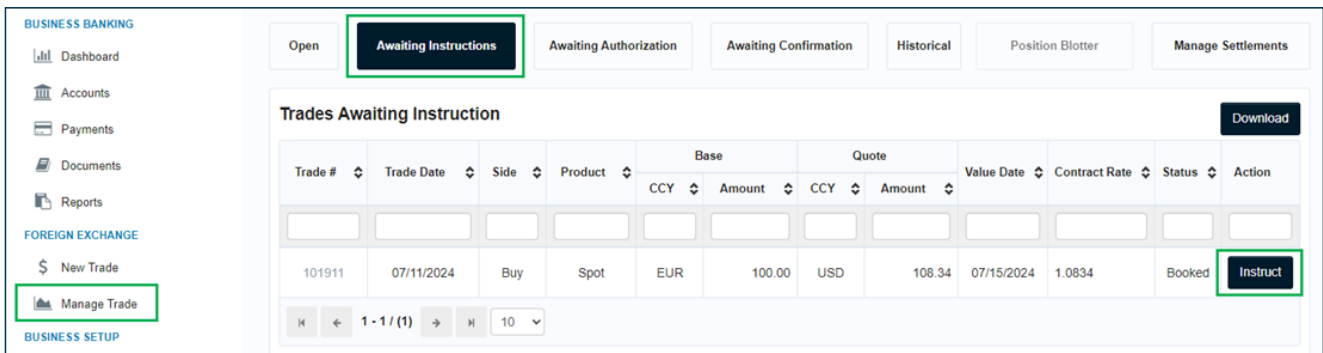 BUSINESS BANKING
Dashboard
Accounts
Payments
Documents
Reports
FOREIGN EXCHANGE
New Trade
Manage Trade
BUSINESS SETUP
Open Awaiting Instructions Awaiting Authorization Awaiting Confirmation Historical Position Blotter Manage Settlements
Trades Awaiting Instruction
Download
Base Quote
Trade # Trade Date Side Product Value Date Contract Rate Status Action
CCY Amount CCY Amount
101911 07/11/2024 Buy Spot EUR 100.00 USD 108.34 07/15/2024 1.0834 Booked Instruct
1 - 1 / (1) 10